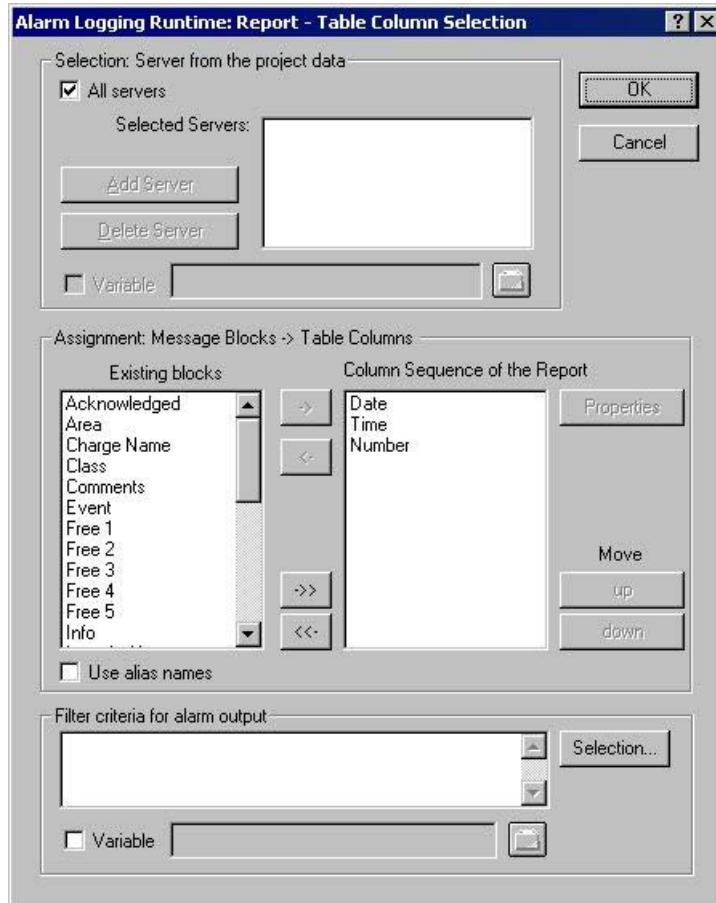 Alarm Logging Runtime: Report - Table Column Selection
Selection: Server from the project data
All servers
OK
Selected Servers:
Cancel
Add Server
Delete Server
Variable
Assignment: Message Blocks -> Table Columns
Existing blocks
Column Sequence of the Report
Acknowledged
Area
Charge Name
Class
Comments
Event
Free 1
Free 2
Free 3
Free 4
Free 5
Info
->
<-
->>
<<-
Date
Time
Number
Properties
Move
up
down
Use alias names
Filter criteria for alarm output
Selection...
Variable